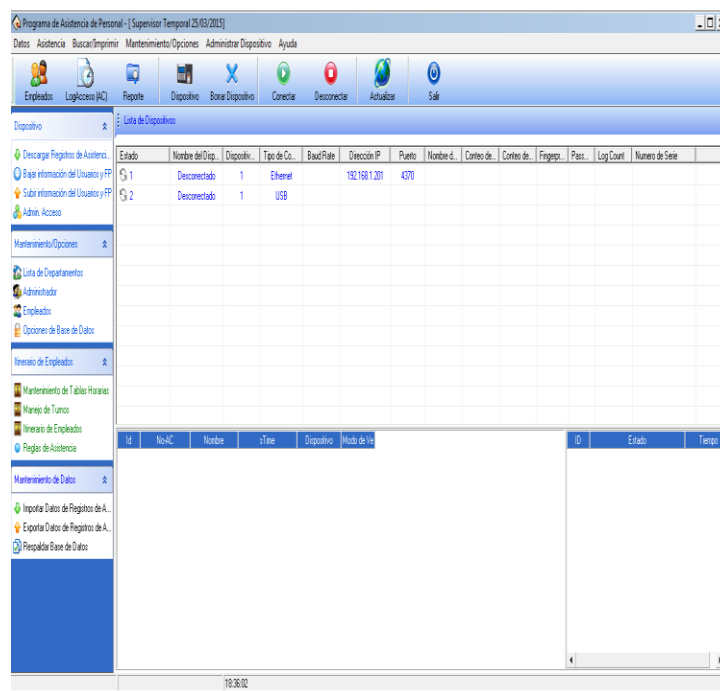 Programa de Asistencia de Personal - [ Supervisor Temporal 25/03/2015]
Datos Asistencia Buscar/Imprimir Mantenimiento/Opciones Administrar Dispositivo Ayuda
Empleados LogAcceso (AC) Reporte Dispositivo Borrar Dispositivo Conectar Desconectar Actualizar Salir
Dispositivo
Descargar Registros de Asistenci...
Bajar información del Usuarios y FP
Subir información del Usuarios y FP
Admin. Acceso
Mantenimiento/Opciones
Lista de Departamentos
Administrador
Empleados
Opciones de Base de Datos
Itinerario de Empleados
Mantenimiento de Tablas Horarias
Manejo de Turnos
Itinerario de Empleados
Reglas de Asistencia
Mantenimiento de Datos
Importar Datos de Registros de A...
Exportar Datos de Registros de A...
Respaldar Base de Datos
Lista de Dispositivos
Estado Nombre del Disp... Dispositiv... Tipo de Co... Baud Rate Dirección IP Puerto Nombre d... Conteo de... Conteo de... Fingerpr... Pass... Log Count Numero de Serie
1 Desconectado 1 Ethernet 192.168.1.201 4370
2 Desconectado 1 USB
Id No-AC Nombre sTime Dispositivo Modo de Ve
ID Estado Tiempo
18:36:02